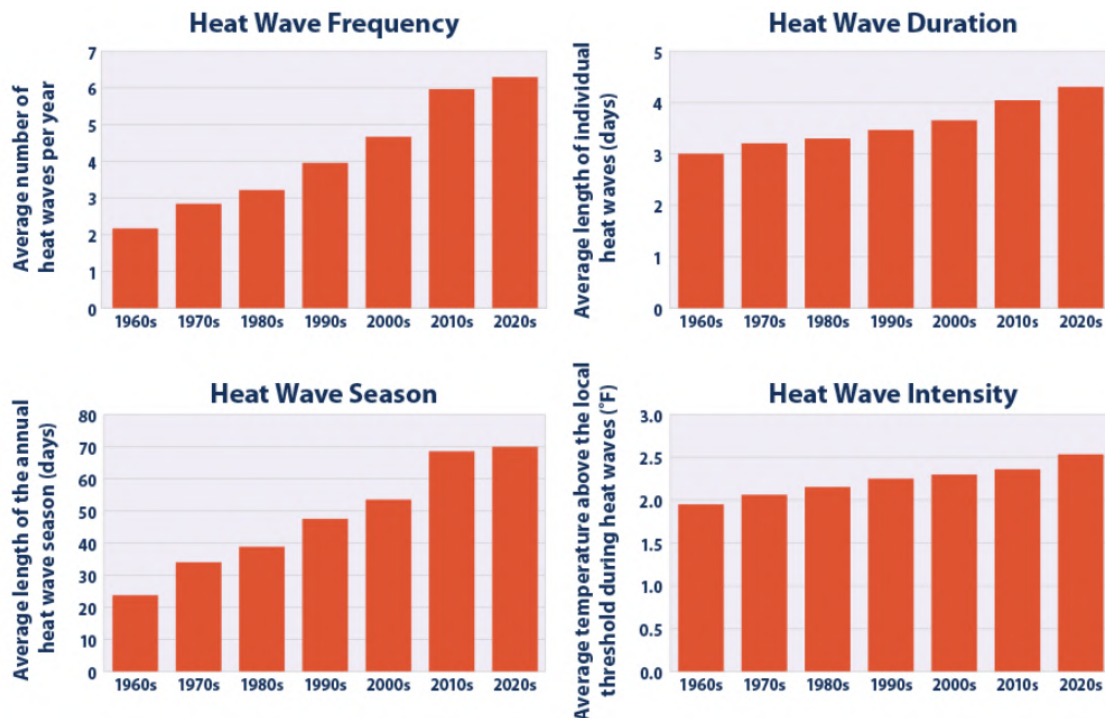 Heat Wave Frequency
Average number of
heat waves per year
7
6
5
4
3
2
1
0
1960s 1970s 1980s 1990s 2000s 2010s 2020s
Heat Wave Duration
Average length of individual
heat waves (days)
5
4
3
2
1
0
1960s 1970s 1980s 1990s 2000s 2010s 2020s
Heat Wave Season
Average length of the annual
heat wave season (days)
80
70
60
50
40
30
20
10
0
1960s 1970s 1980s 1990s 2000s 2010s 2020s
Heat Wave Intensity
Average temperature above the local
threshold during heat waves (°F)
3.0
2.5
2.0
1.5
1.0
0.5
0.0
1960s 1970s 1980s 1990s 2000s 2010s 2020s